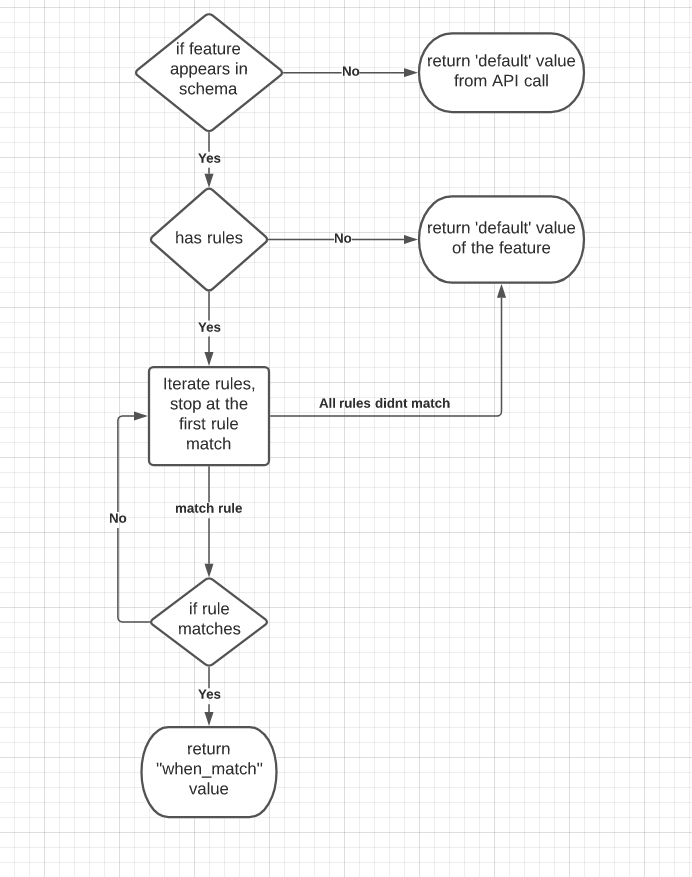 if feature
appears in
schema
No
return 'default' value
from API call
Yes
has rules
No
return 'default' value
of the feature
Yes
Iterate rules,
stop at the
first rule
match
All rules didnt match
match rule
No
if rule
matches
Yes
return
"when_match"
value